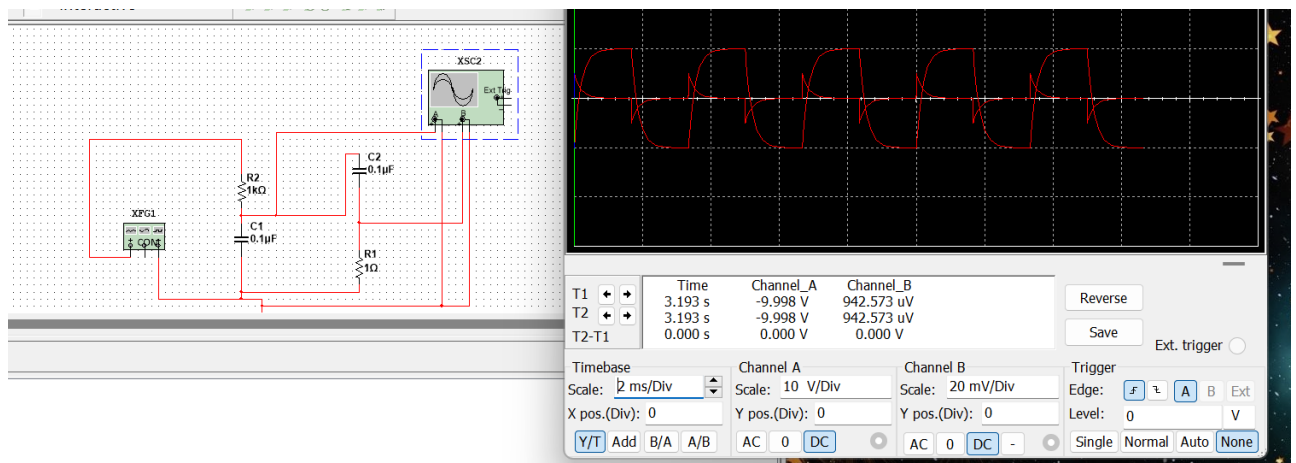 Interactive
XSC2
Ext Trig
A
B
C2
0.1µF
R2
1kΩ
XFG1
COM
C1
0.1µF
R1
1Ω
Time Channel_A Channel_B
T1 3.193 s -9.998 V 942.573 uV
T2 3.193 s -9.998 V 942.573 uV
T2-T1 0.000 s 0.000 V 0.000 V
Reverse
Save
Ext. trigger
Timebase Channel A Channel B Trigger
Scale: 2 ms/Div Scale: 10 V/Div Scale: 20 mV/Div Edge: A B Ext
X pos.(Div): 0 Y pos.(Div): 0 Y pos.(Div): 0 Level: 0 V
Y/T Add B/A A/B AC 0 DC AC 0 DC - Single Normal Auto None